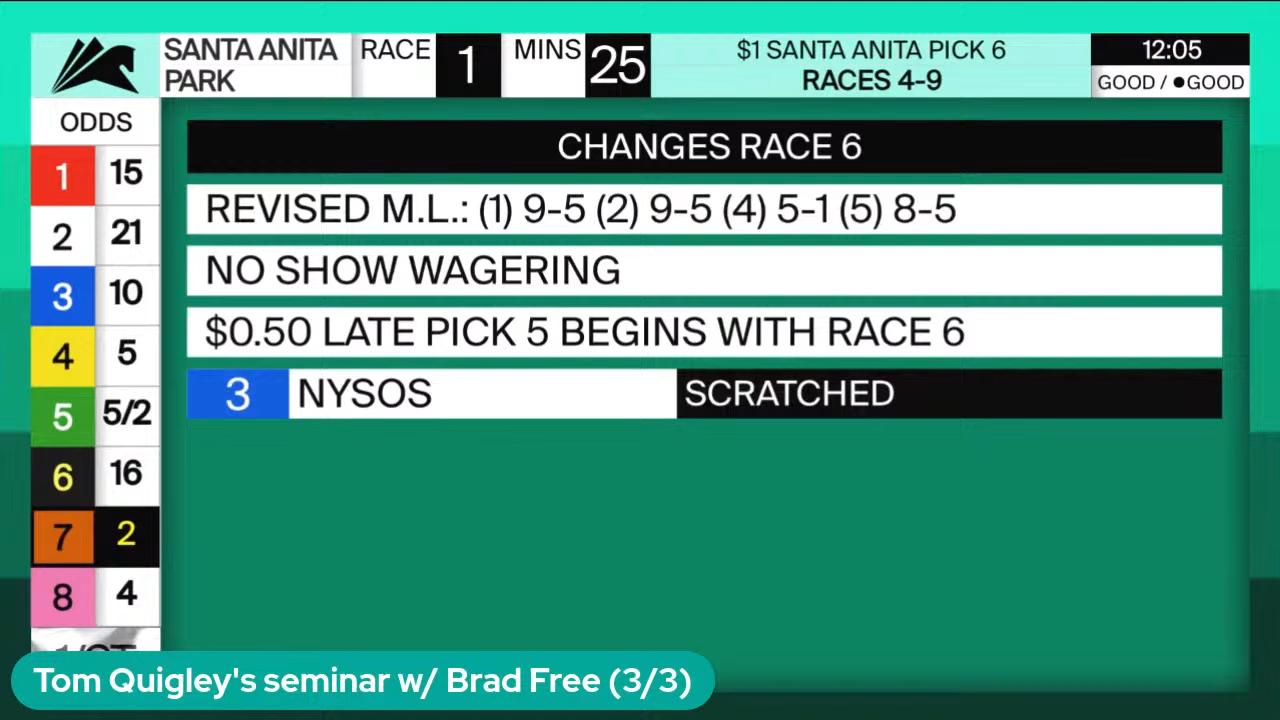 SANTA ANITA PARK
RACE 1
MINS 25
$1 SANTA ANITA PICK 6
RACES 4-9
12:05
GOOD / ●GOOD
ODDS
1 15
2 21
3 10
4 5
5 5/2
6 16
7 2
8 4
CHANGES RACE 6
REVISED M.L.: (1) 9-5 (2) 9-5 (4) 5-1 (5) 8-5
NO SHOW WAGERING
$0.50 LATE PICK 5 BEGINS WITH RACE 6
3 NYSOS SCRATCHED
Tom Quigley's seminar w/ Brad Free (3/3)